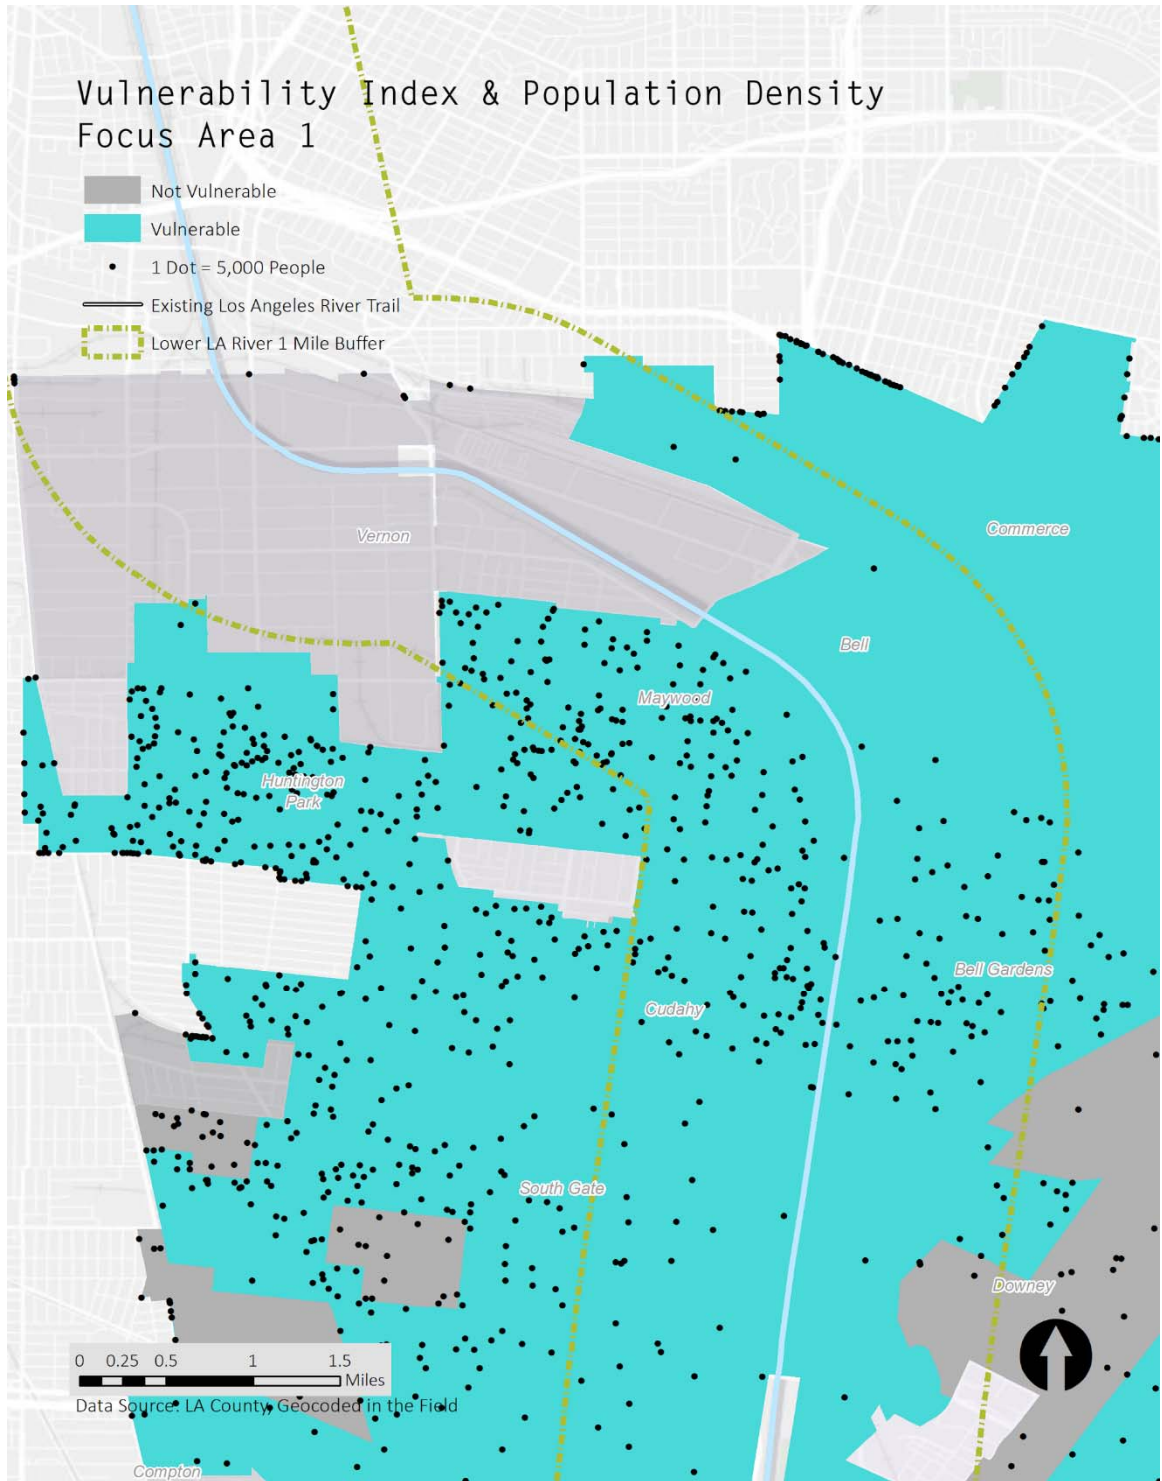 Vulnerability Index & Population Density
Focus Area 1
Not Vulnerable
Vulnerable
1 Dot = 5,000 People
Existing Los Angeles River Trail
Lower LA River 1 Mile Buffer
Vernon
Commerce
Bell
Maywood
Huntington
Park
Bell Gardens
Cudahy
South Gate
Downey
0 0.25 0.5 1 1.5
Miles
Data Source: LA County, Geocoded in the Field
Compton